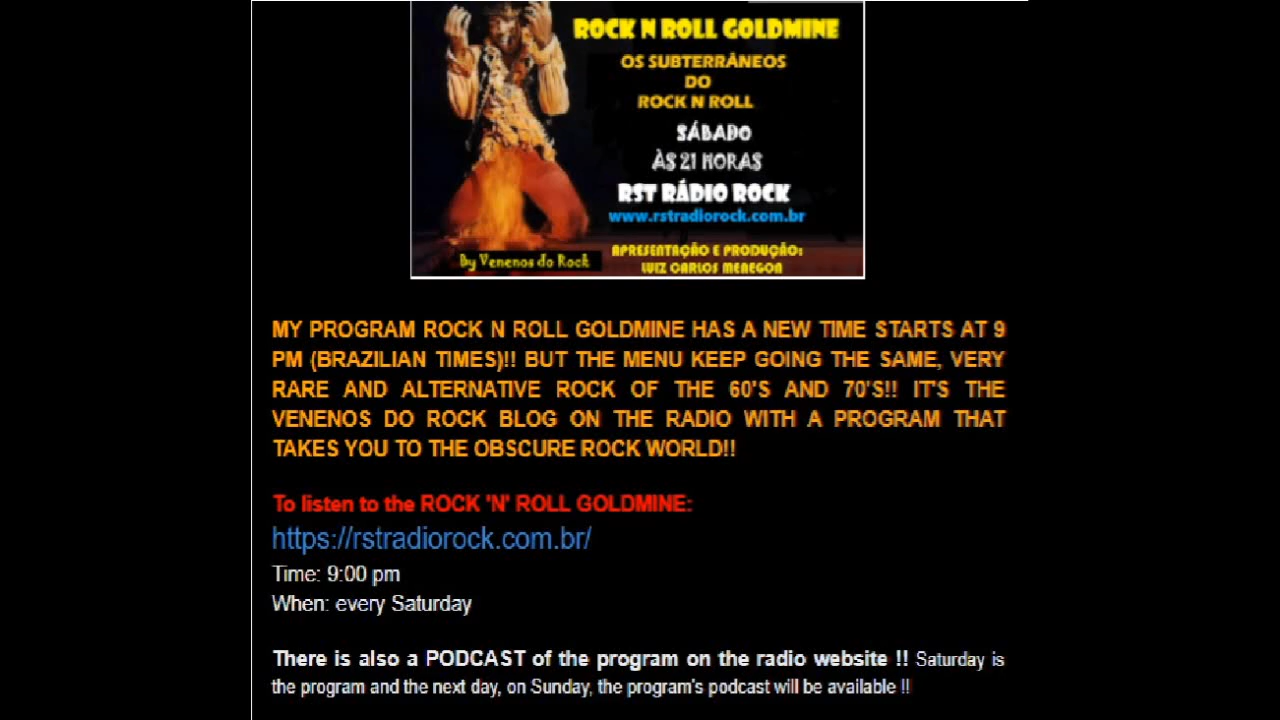 ROCK N ROLL GOLDMINE
OS SUBTERRÂNEOS
DO
ROCK N ROLL
SÁBADO
ÀS 21 HORAS
RST RÁDIO ROCK
www.rstradiorock.com.br
APRESENTAÇÃO E PRODUÇÃO:
LUIZ CARLOS MENEGON
By Venenos do Rock
MY PROGRAM ROCK N ROLL GOLDMINE HAS A NEW TIME STARTS AT 9
PM (BRAZILIAN TIMES)!! BUT THE MENU KEEP GOING THE SAME, VERY
RARE AND ALTERNATIVE ROCK OF THE 60'S AND 70'S!! IT'S THE
VENENOS DO ROCK BLOG ON THE RADIO WITH A PROGRAM THAT
TAKES YOU TO THE OBSCURE ROCK WORLD!!
To listen to the ROCK 'N' ROLL GOLDMINE:
https://rstradiorock.com.br/
Time: 9:00 pm
When: every Saturday
There is also a PODCAST of the program on the radio website !! Saturday is
the program and the next day, on Sunday, the program's podcast will be available !!